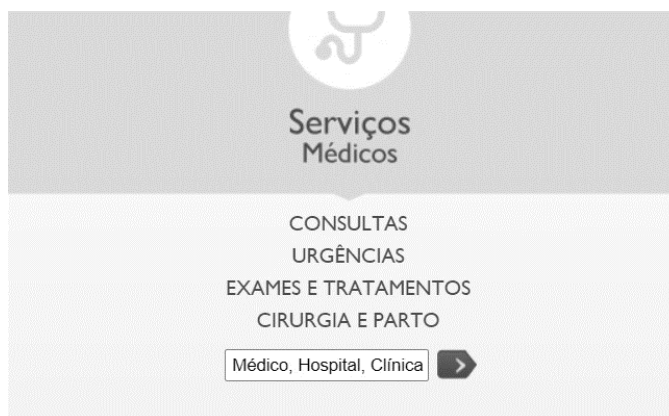 Serviços
Médicos
CONSULTAS
URGÊNCIAS
EXAMES E TRATAMENTOS
CIRURGIA E PARTO
Médico, Hospital, Clínica